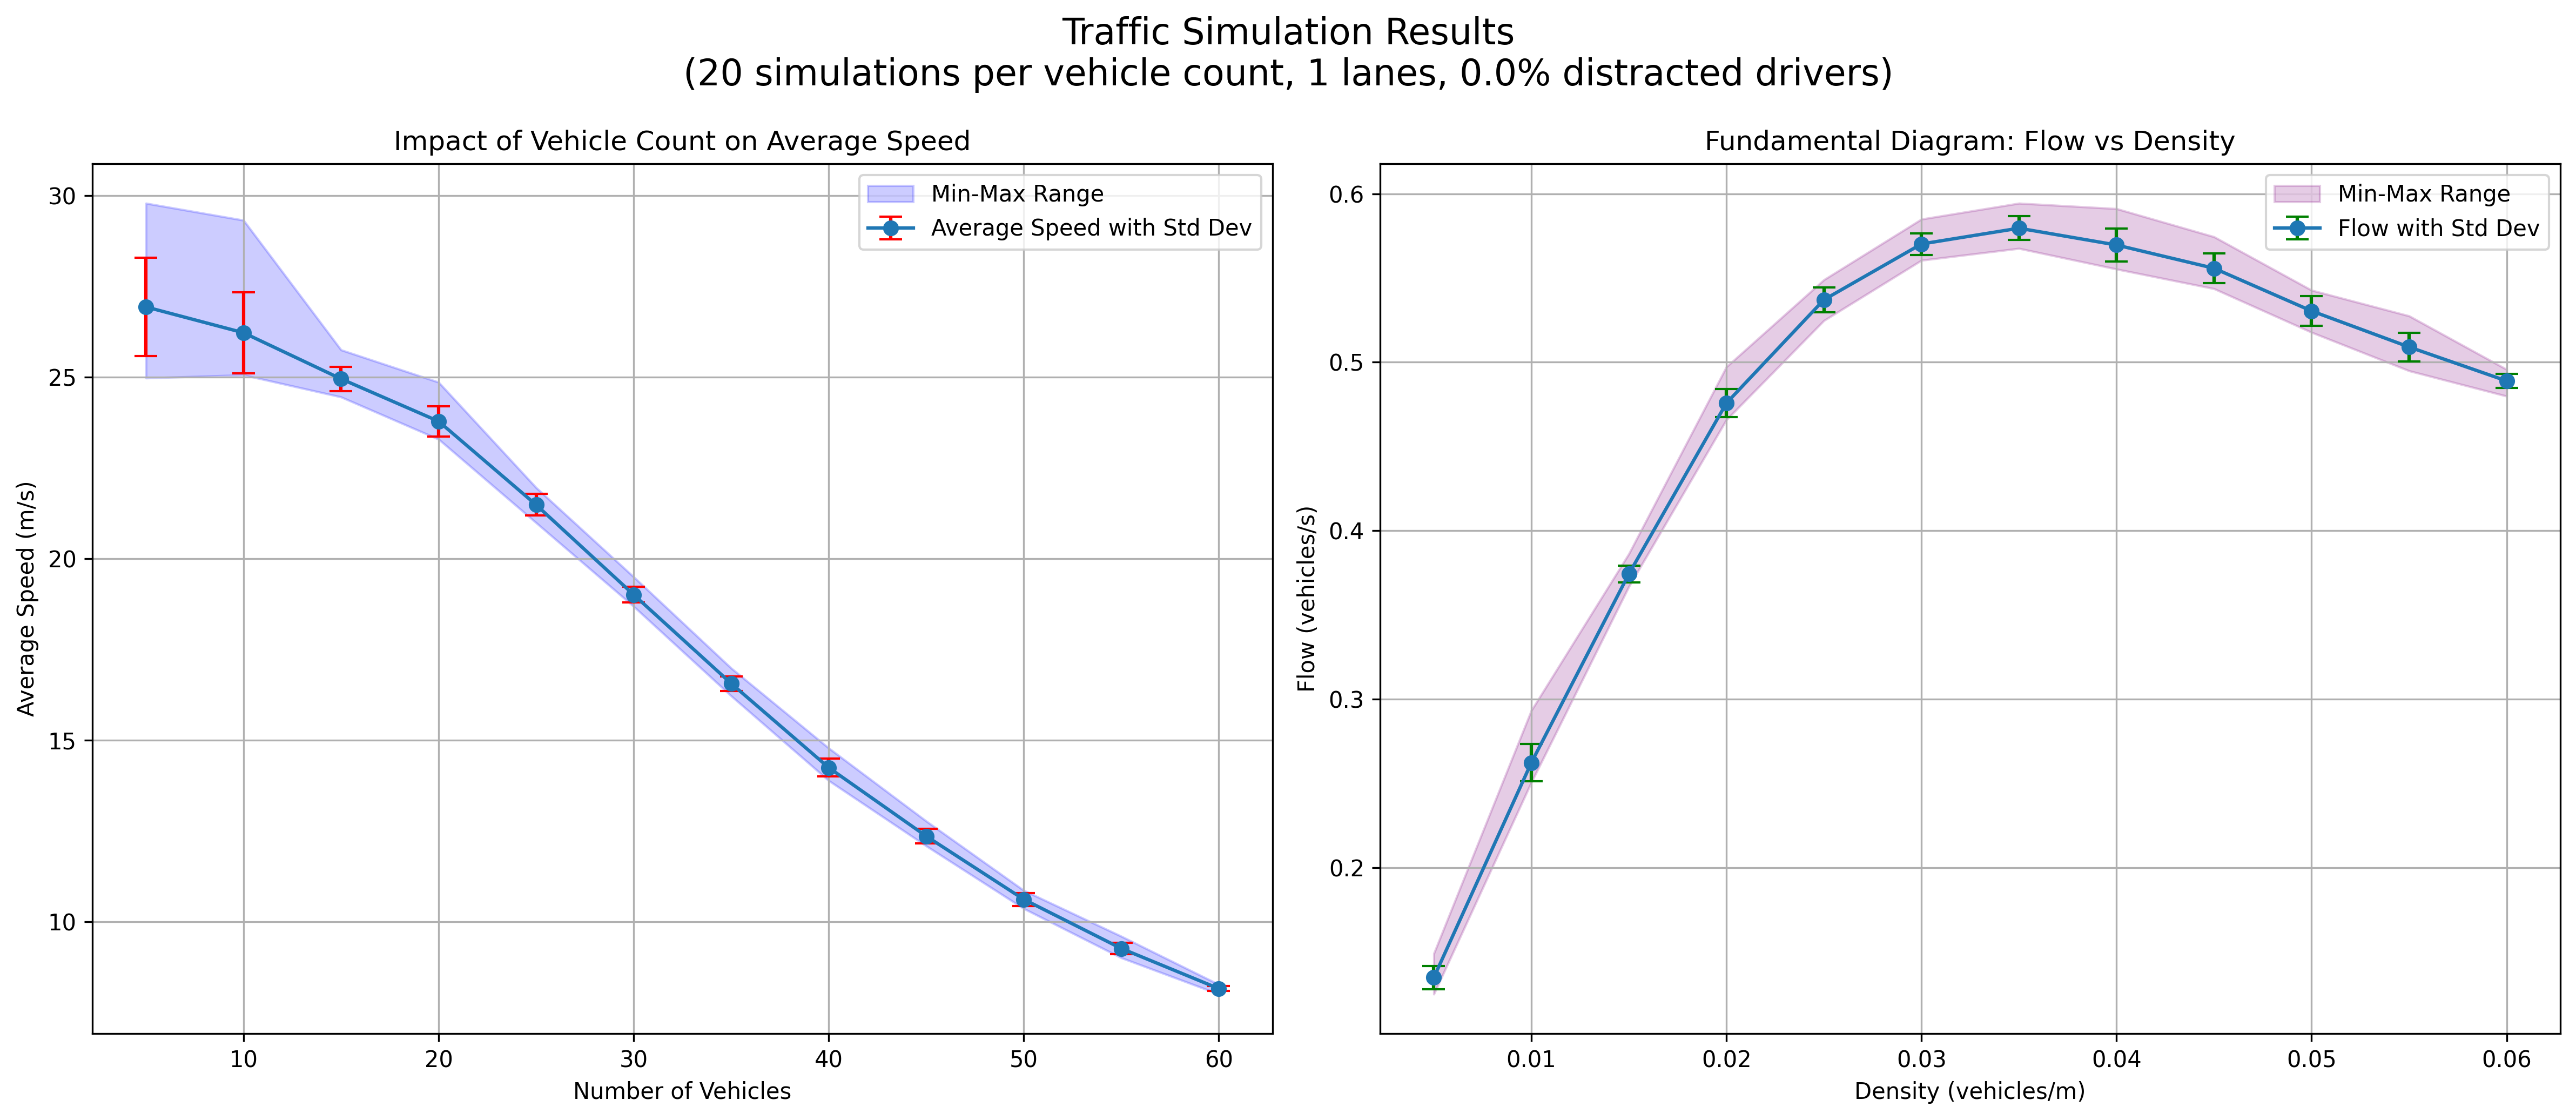 Traffic Simulation Results
(20 simulations per vehicle count, 1 lanes, 0.0% distracted drivers)
Impact of Vehicle Count on Average Speed
Min-Max Range
Average Speed with Std Dev
30
25
20
15
10
Average Speed (m/s)
10
20
30
40
50
60
Number of Vehicles
Fundamental Diagram: Flow vs Density
Min-Max Range
Flow with Std Dev
0.6
0.5
0.4
0.3
0.2
Flow (vehicles/s)
0.01
0.02
0.03
0.04
0.05
0.06
Density (vehicles/m)